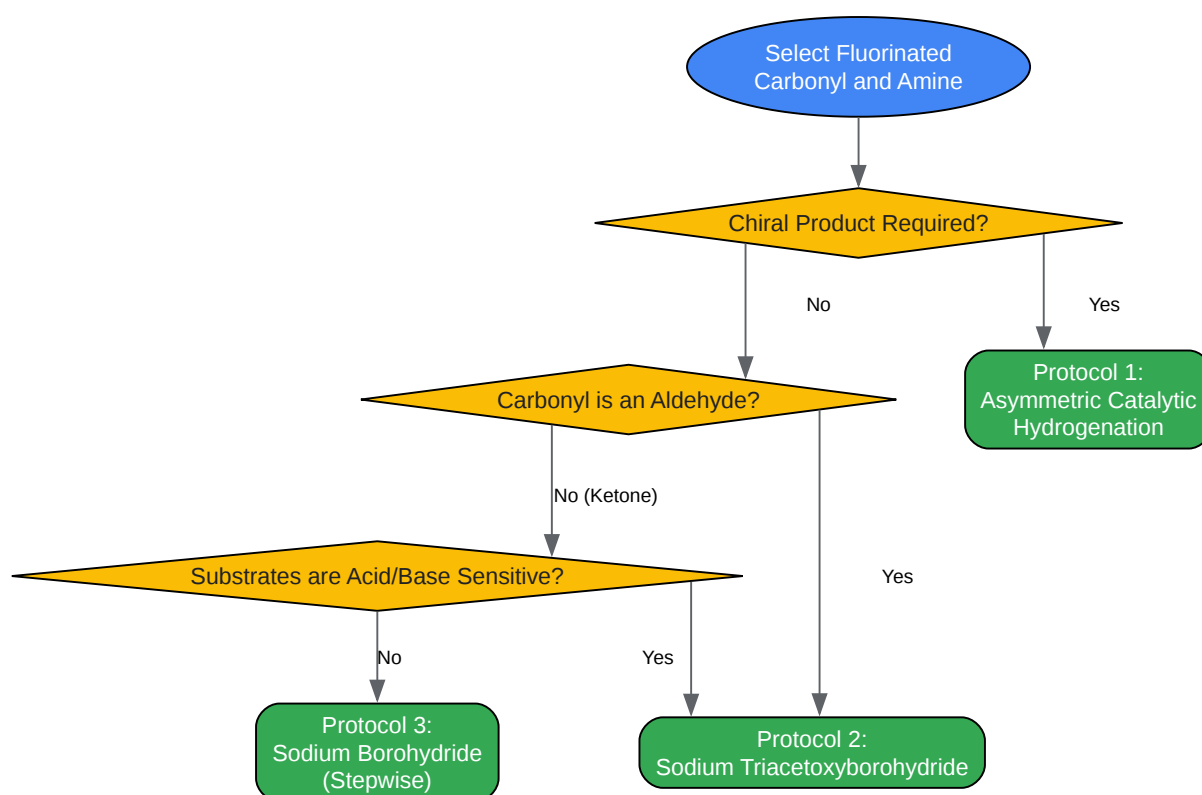 Select Fluorinated
Carbonyl and Amine
Chiral Product Required?
No
Yes
Protocol 1:
Asymmetric Catalytic
Hydrogenation
Carbonyl is an Aldehyde?
No (Ketone)
Yes
Substrates are Acid/Base Sensitive?
No
Yes
Protocol 3:
Sodium Borohydride
(Stepwise)
Protocol 2:
Sodium Triacetoxyborohydride